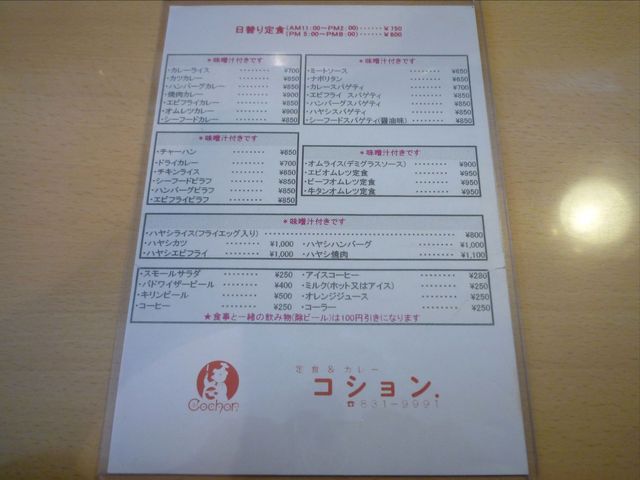 日替り定食(AM11:00～PM2:00)‥‥‥￥750
(PM 5:00～PM8:00)‥‥‥￥800
＊味噌汁付きです
・カレーライス ‥‥‥‥ ¥700
・カツカレー ‥‥‥‥ ¥850
・ハンバーグカレー ‥‥‥‥ ¥850
・焼肉カレー ‥‥‥‥ ¥900
・エビフライカレー ‥‥‥‥ ¥850
・オムレツカレー ‥‥‥‥ ¥900
・シーフードカレー ‥‥‥‥ ¥850
＊味噌汁付きです
・ミートソース ‥‥‥‥ ¥650
・ナポリタン ‥‥‥‥ ¥650
・カレースパゲティ ‥‥‥‥ ¥700
・エビフライ スパゲティ ‥‥‥‥ ¥850
・ハンバーグスパゲティ ‥‥‥‥ ¥850
・ハヤシスパゲティ ‥‥‥‥ ¥850
・シーフードスパゲティ(醤油味) ‥‥‥‥ ¥850
＊味噌汁付きです
・チャーハン ‥‥‥‥ ¥650
・ドライカレー ‥‥‥‥ ¥700
・チキンライス ‥‥‥‥ ¥650
・シーフードピラフ ‥‥‥‥ ¥850
・ハンバーグピラフ ‥‥‥‥ ¥850
・エビフライピラフ ‥‥‥‥ ¥850
＊味噌汁付きです
・オムライス(デミグラスソース) ‥‥‥‥ ¥900
・エビオムレツ定食 ‥‥‥‥ ¥950
・ビーフオムレツ定食 ‥‥‥‥ ¥950
・牛タンオムレツ定食 ‥‥‥‥ ¥950
＊味噌汁付きです
・ハヤシライス(フライエッグ入り) ‥‥‥‥ ¥800
・ハヤシカツ ‥‥‥‥ ¥1,000 ・ハヤシハンバーグ ‥‥‥‥ ¥1,000
・ハヤシエビフライ ‥‥‥‥ ¥1,000 ・ハヤシ焼肉 ‥‥‥‥ ¥1,100
・スモールサラダ ‥‥‥‥ ¥250 ・アイスコーヒー ‥‥‥‥ ¥280
・バドワイザービール ‥‥‥‥ ¥400 ・ミルク(ホット又はアイス) ‥‥‥‥ ¥250
・キリンビール ‥‥‥‥ ¥500 ・オレンジジュース ‥‥‥‥ ¥250
・コーヒー ‥‥‥‥ ¥250 ・コーラー ‥‥‥‥ ¥250
★食事と一緒の飲み物(除ビール)は100円引きになります
Cochon
定食＆カレー
コション.
☎831-9991